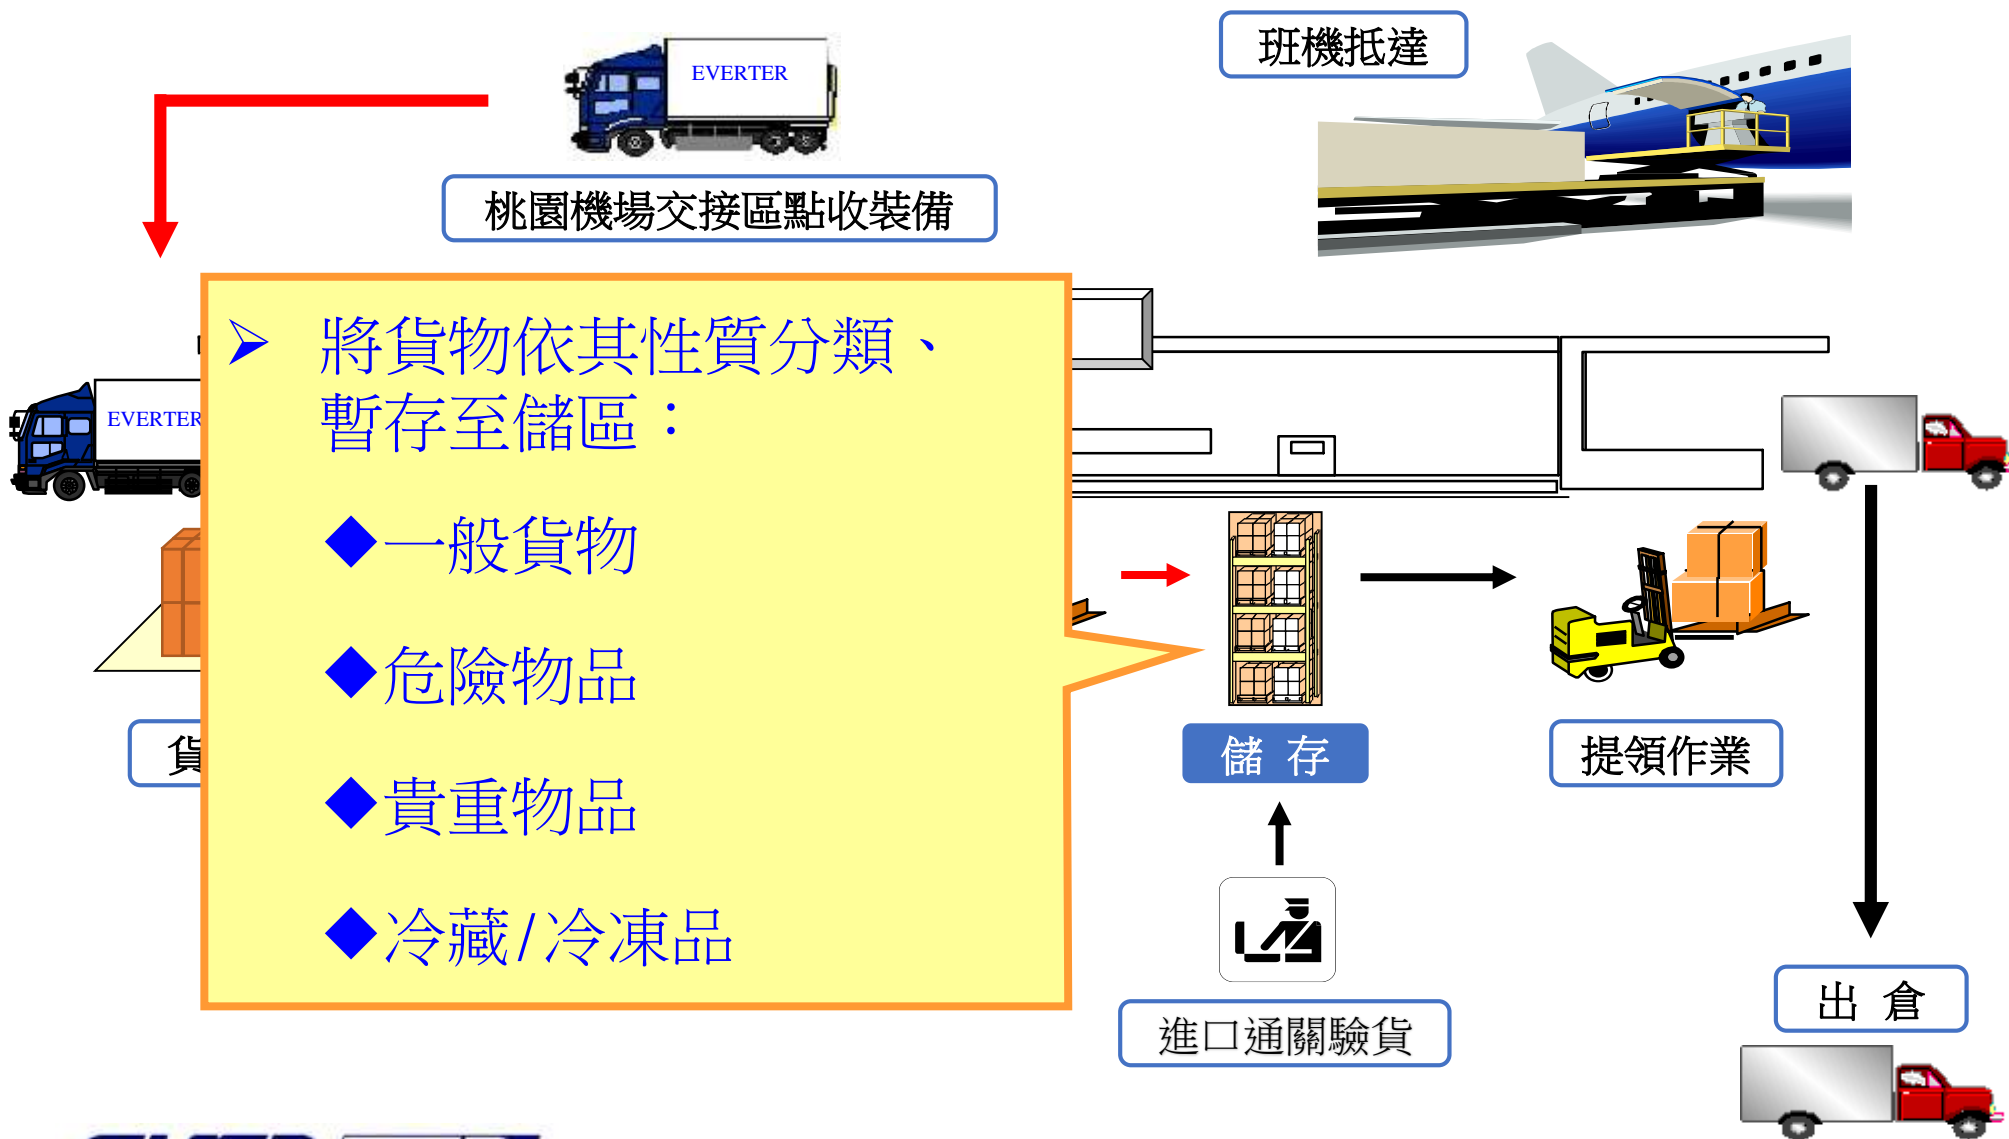 班機抵達
EVERTER
桃園機場交接區點收裝備
➢ 將貨物依其性質分類、
暫存至儲區：
◆一般貨物
◆危險物品
◆貴重物品
◆冷藏/冷凍品
EVERTER
貨
儲 存
提領作業
進口通關驗貨
出 倉